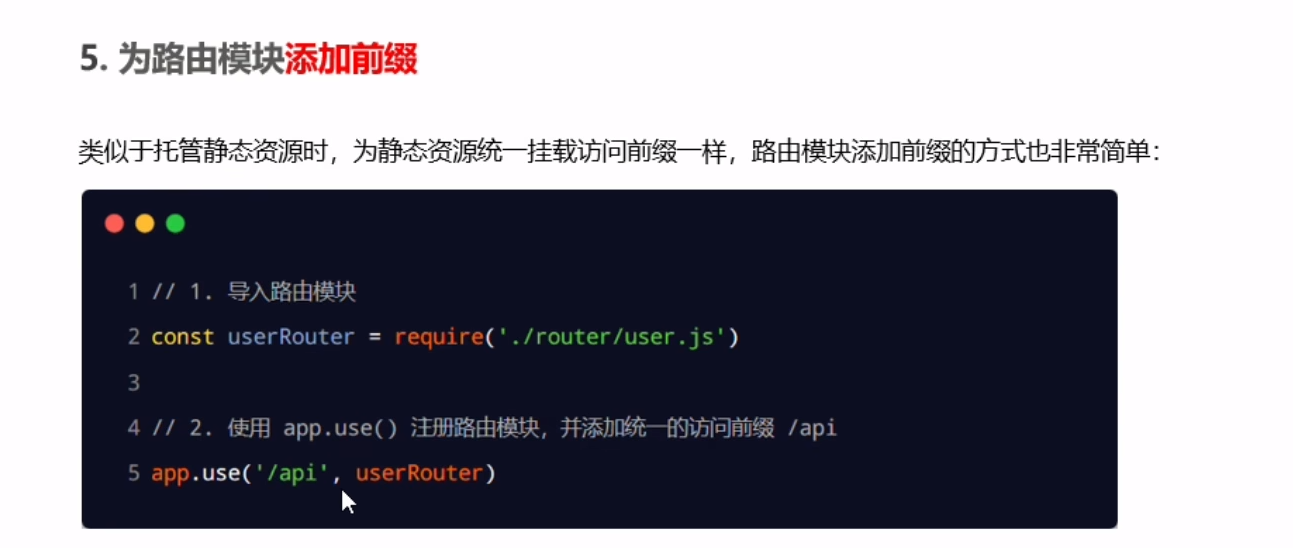 5. 为路由模块添加前缀
类似于托管静态资源时，为静态资源统一挂载访问前缀一样，路由模块添加前缀的方式也非常简单：
1 // 1. 导入路由模块
2 const userRouter = require('./router/user.js')
3
4 // 2. 使用 app.use() 注册路由模块，并添加统一的访问前缀 /api
5 app.use('/api', userRouter)